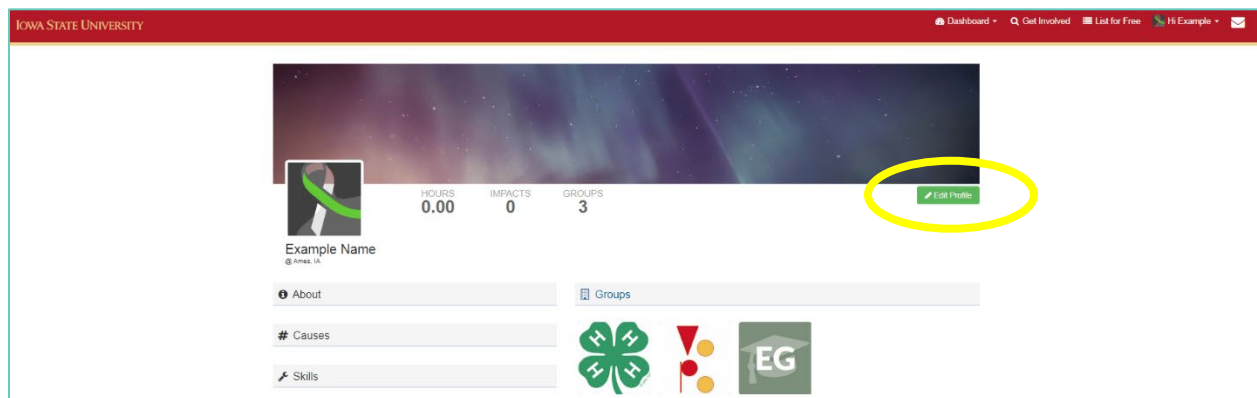 IOWA STATE UNIVERSITY
Dashboard
Get Involved
List for Free
Hi Example
HOURS
0.00
IMPACTS
0
GROUPS
3
Edit Profile
Example Name
@ Ames, IA
About
Groups
# Causes
Skills
H H H H
EG